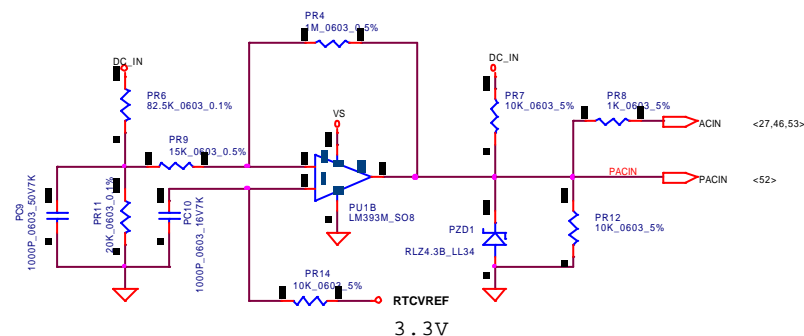 PR4
1M_0603_0.5%
DC_IN
PR6
82.5K_0603_0.1%
VS
DC_IN
PR7
10K_0603_5%
PR8
1K_0603_5%
ACIN
<27,46,53>
PR9
15K_0603_0.5%
PACIN
PACIN
<52>
PC9
1000P_0603_50V7K
PR11
20K_0603_0.1%
PC10
1000P_0603_16V7K
PU1B
LM393M_SO8
PZD1
RLZ4.3B_LL34
PR12
10K_0603_5%
PR14
10K_0603_5%
RTCVREF
3.3V